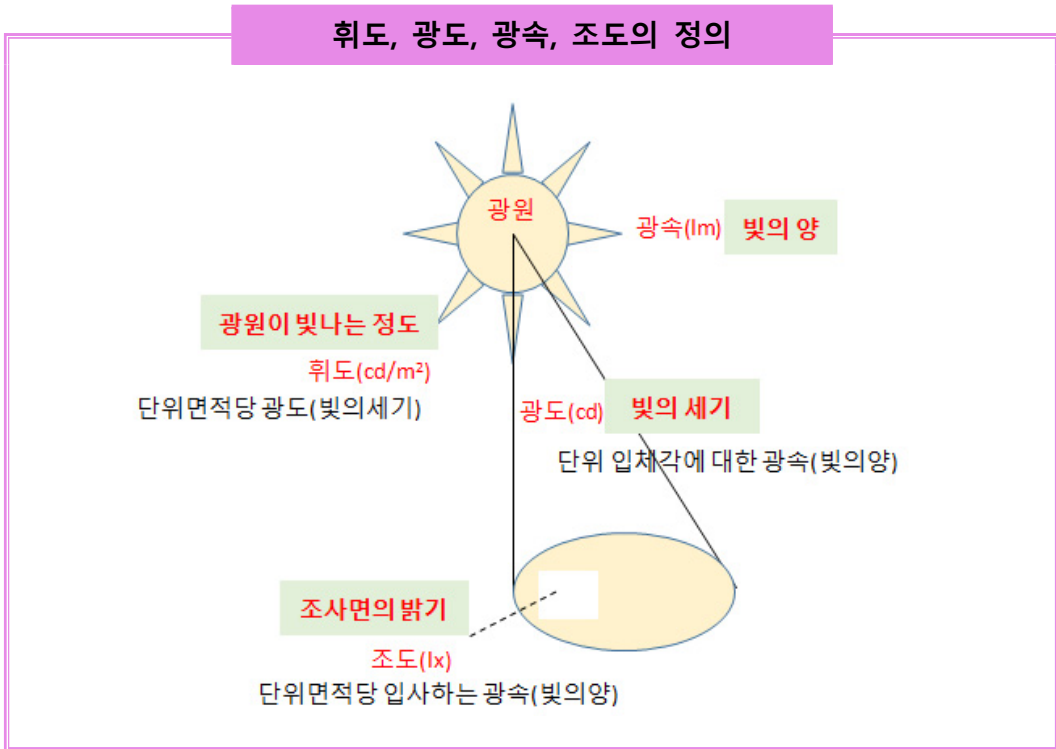 휘도, 광도, 광속, 조도의 정의
광원
광속(lm) 빛의 양
광원이 빛나는 정도
휘도(cd/m²)
단위면적당 광도(빛의세기)
광도(cd) 빛의 세기
단위 입체각에 대한 광속(빛의양)
조사면의 밝기
조도(lx)
단위면적당 입사하는 광속(빛의양)